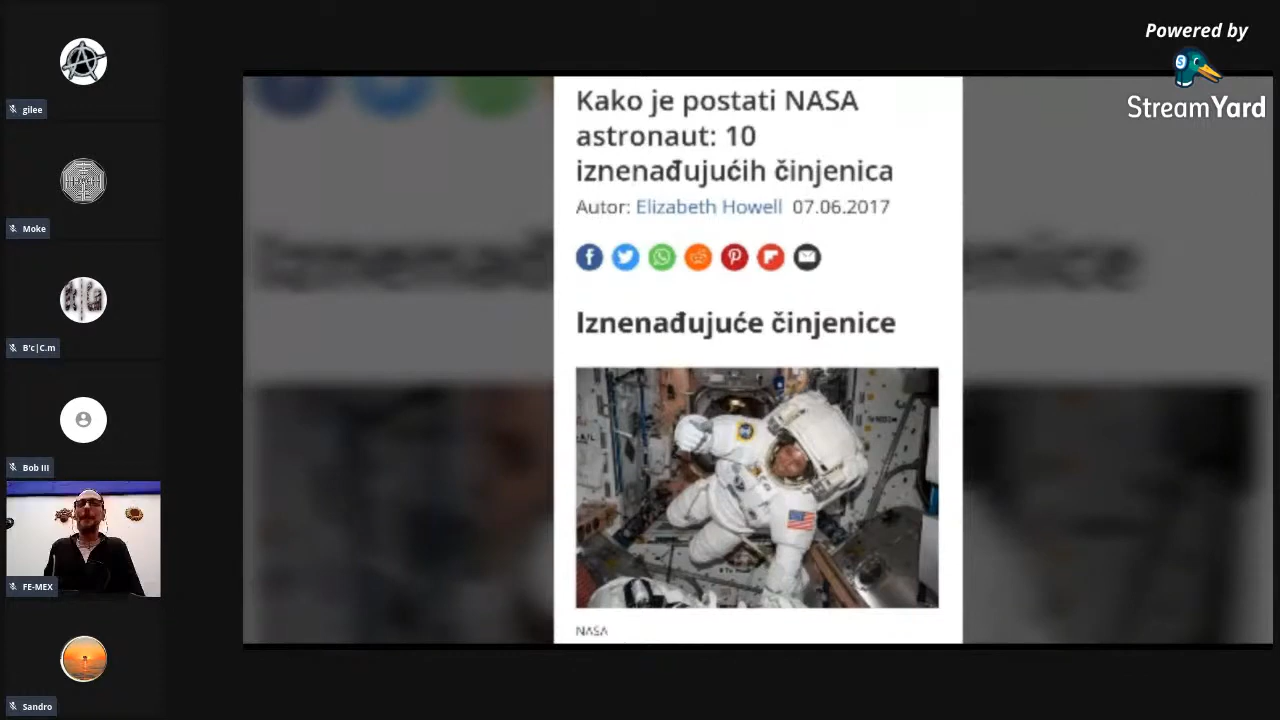 Powered by
StreamYard
gilee
Moke
B'c|C.m
Bob III
FE-MEX
Sandro
Kako je postati NASA
astronaut: 10
iznenađujućih činjenica
Autor: Elizabeth Howell 07.06.2017
Iznenađujuće činjenice
NASA